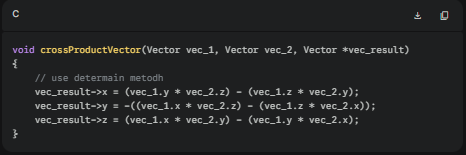 C
void crossProductVector(Vector vec_1, Vector vec_2, Vector *vec_result)
{
// use determain metodh
vec_result->x = (vec_1.y * vec_2.z) - (vec_1.z * vec_2.y);
vec_result->y = -((vec_1.x * vec_2.z) - (vec_1.z * vec_2.x));
vec_result->z = (vec_1.x * vec_2.y) - (vec_1.y * vec_2.x);
}